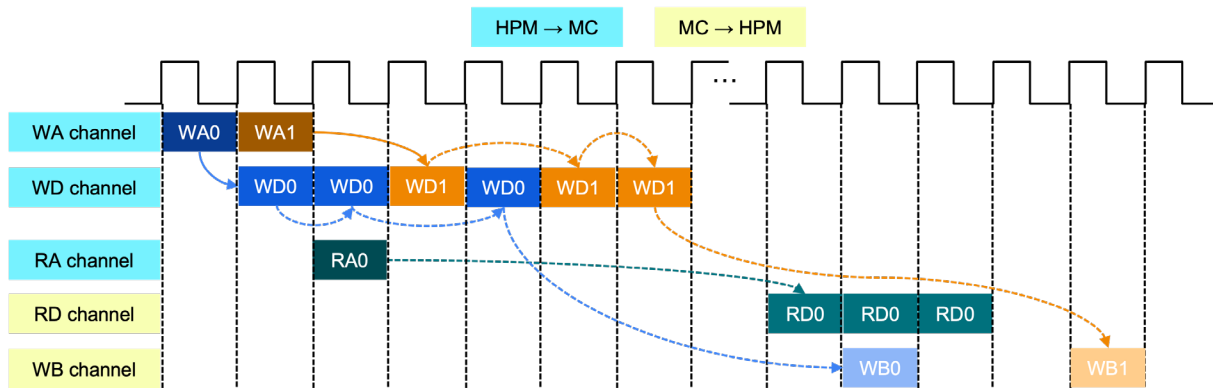 HPM → MC MC → HPM
...
WA channel WA0 WA1
WD channel WD0 WD0 WD1 WD0 WD1 WD1
RA channel RA0
RD channel RD0 RD0 RD0
WB channel WB0 WB1